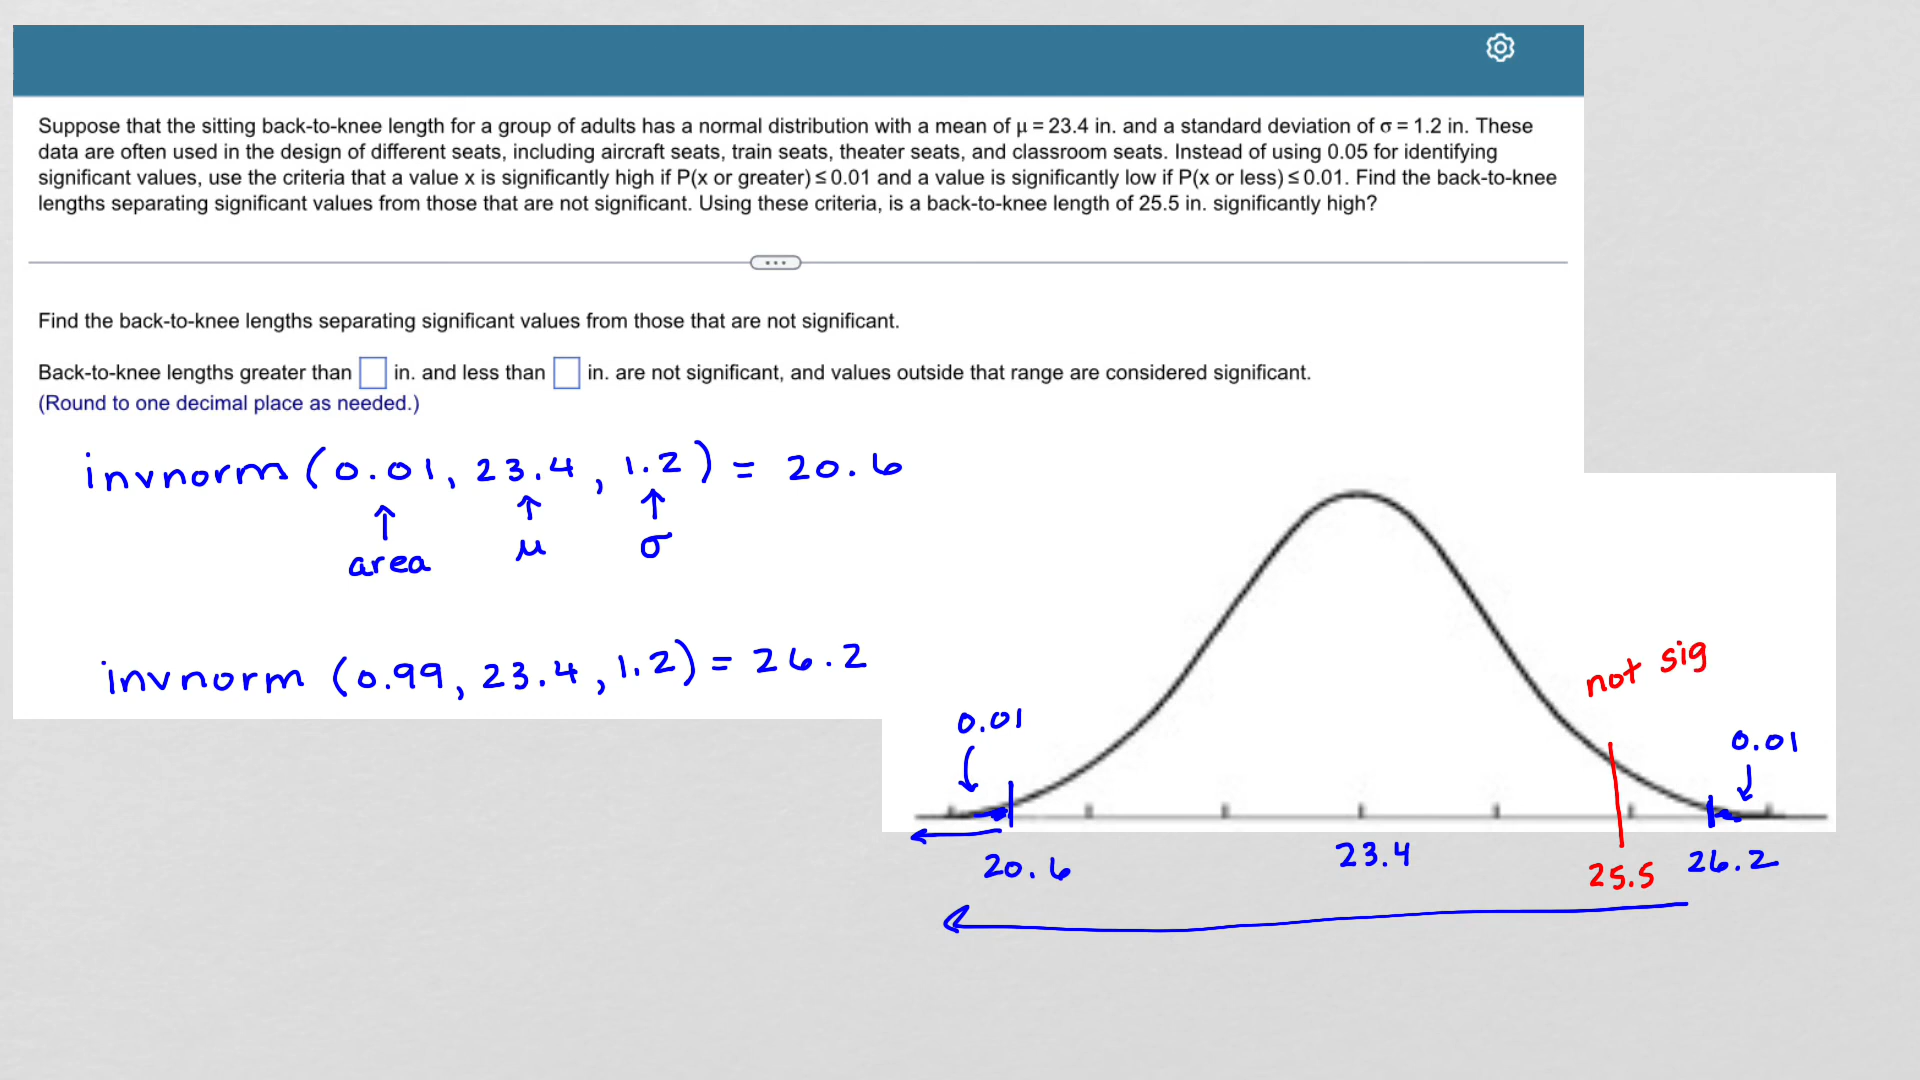 Suppose that the sitting back-to-knee length for a group of adults has a normal distribution with a mean of μ = 23.4 in. and a standard deviation of σ = 1.2 in. These
data are often used in the design of different seats, including aircraft seats, train seats, theater seats, and classroom seats. Instead of using 0.05 for identifying
significant values, use the criteria that a value x is significantly high if P(x or greater) ≤ 0.01 and a value is significantly low if P(x or less) ≤ 0.01. Find the back-to-knee
lengths separating significant values from those that are not significant. Using these criteria, is a back-to-knee length of 25.5 in. significantly high?
Find the back-to-knee lengths separating significant values from those that are not significant.
Back-to-knee lengths greater than in. and less than in. are not significant, and values outside that range are considered significant.
(Round to one decimal place as needed.)
invnorm (0.01, 23.4, 1.2) = 20.6
↑ ↑ ↑
area μ σ
invnorm (0.99, 23.4, 1.2) = 26.2
not sig
0.01
0.01
20.6
23.4
25.5
26.2